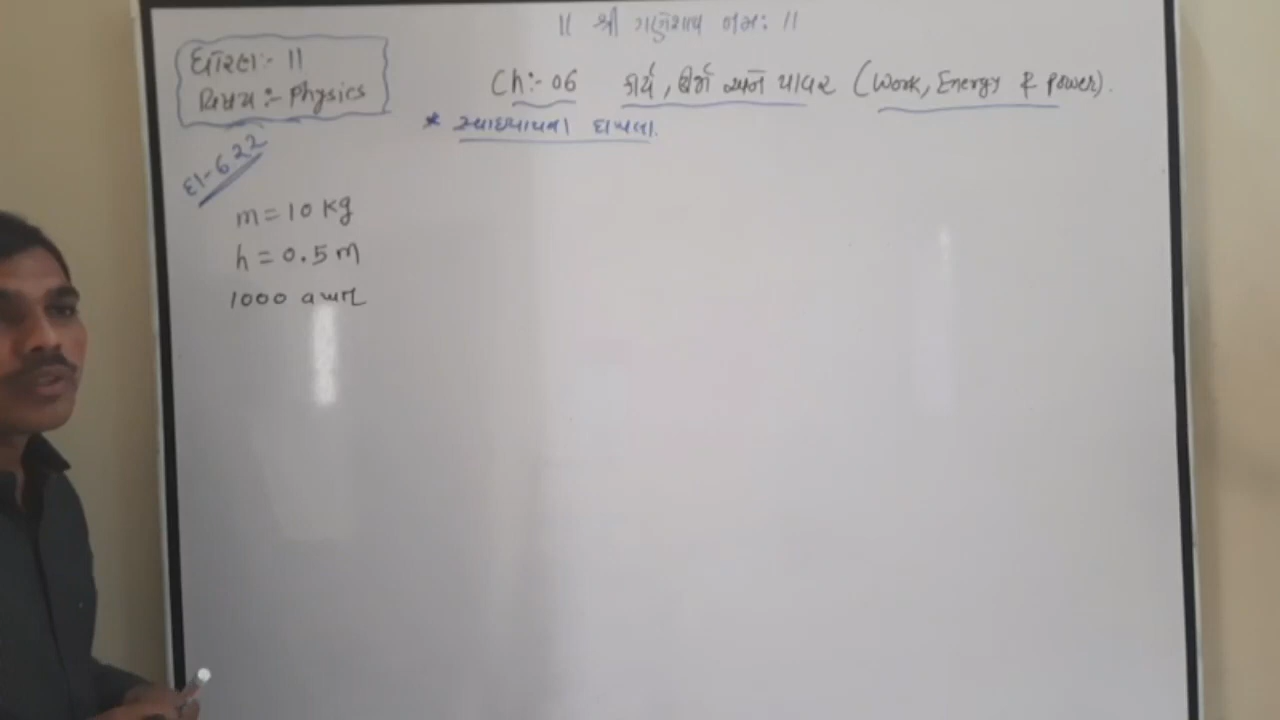 || શ્રી ગણેશાય નમઃ ||
ધોરણ :- 11
વિષય :- Physics
Ch:- 06 કાર્ય, ઊર્જા અને પાવર (Work, Energy & Power).
* સ્વાધ્યાયના દાખલા.
દા-6.22
m = 10 kg
h = 0.5 m
1000 વખત